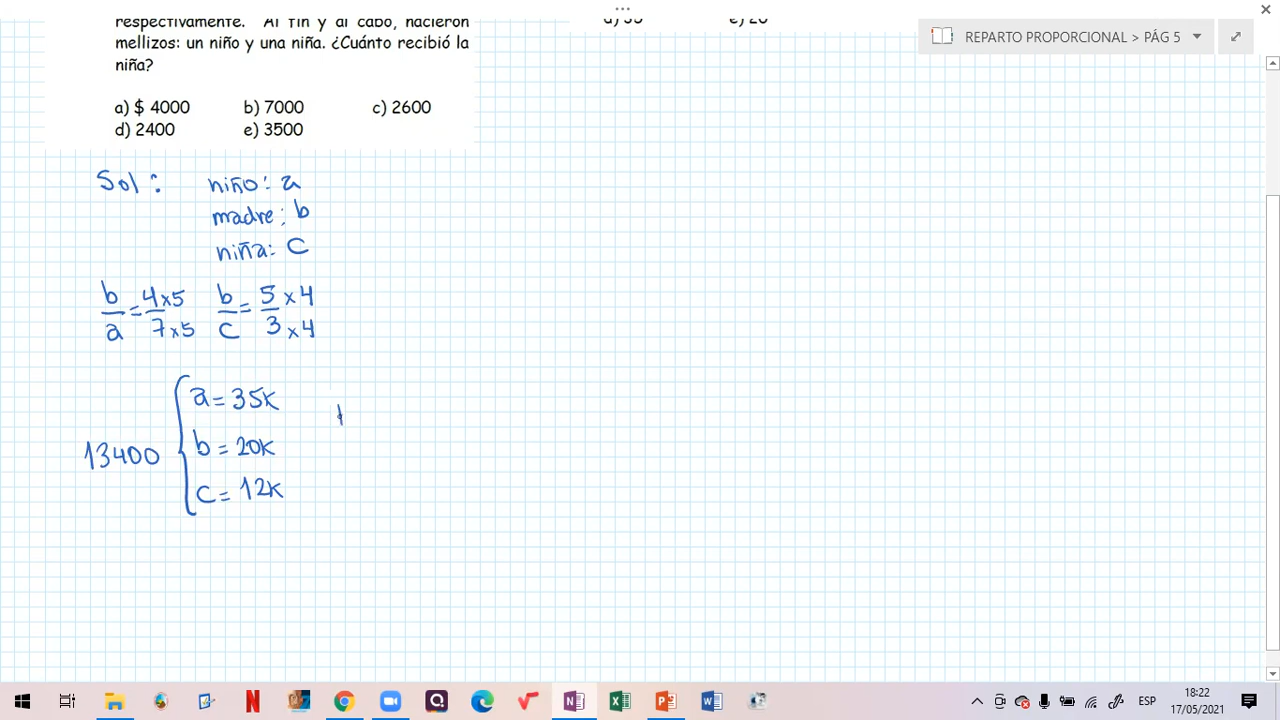 respectivamente. Al fin y al cabo, nacieron
mellizos: un niño y una niña. ¿Cuánto recibió la
niña?
a) $ 4000 b) 7000 c) 2600
d) 2400 e) 3500
d) 35 e) 20
REPARTO PROPORCIONAL > PÁG 5
Sol: niño: a
madre: b
niña: c
b/a = 4x5/7x5 b/c = 5x4/3x4
13400
a = 35K
b = 20K
c = 12K
ESP
17/05/2021